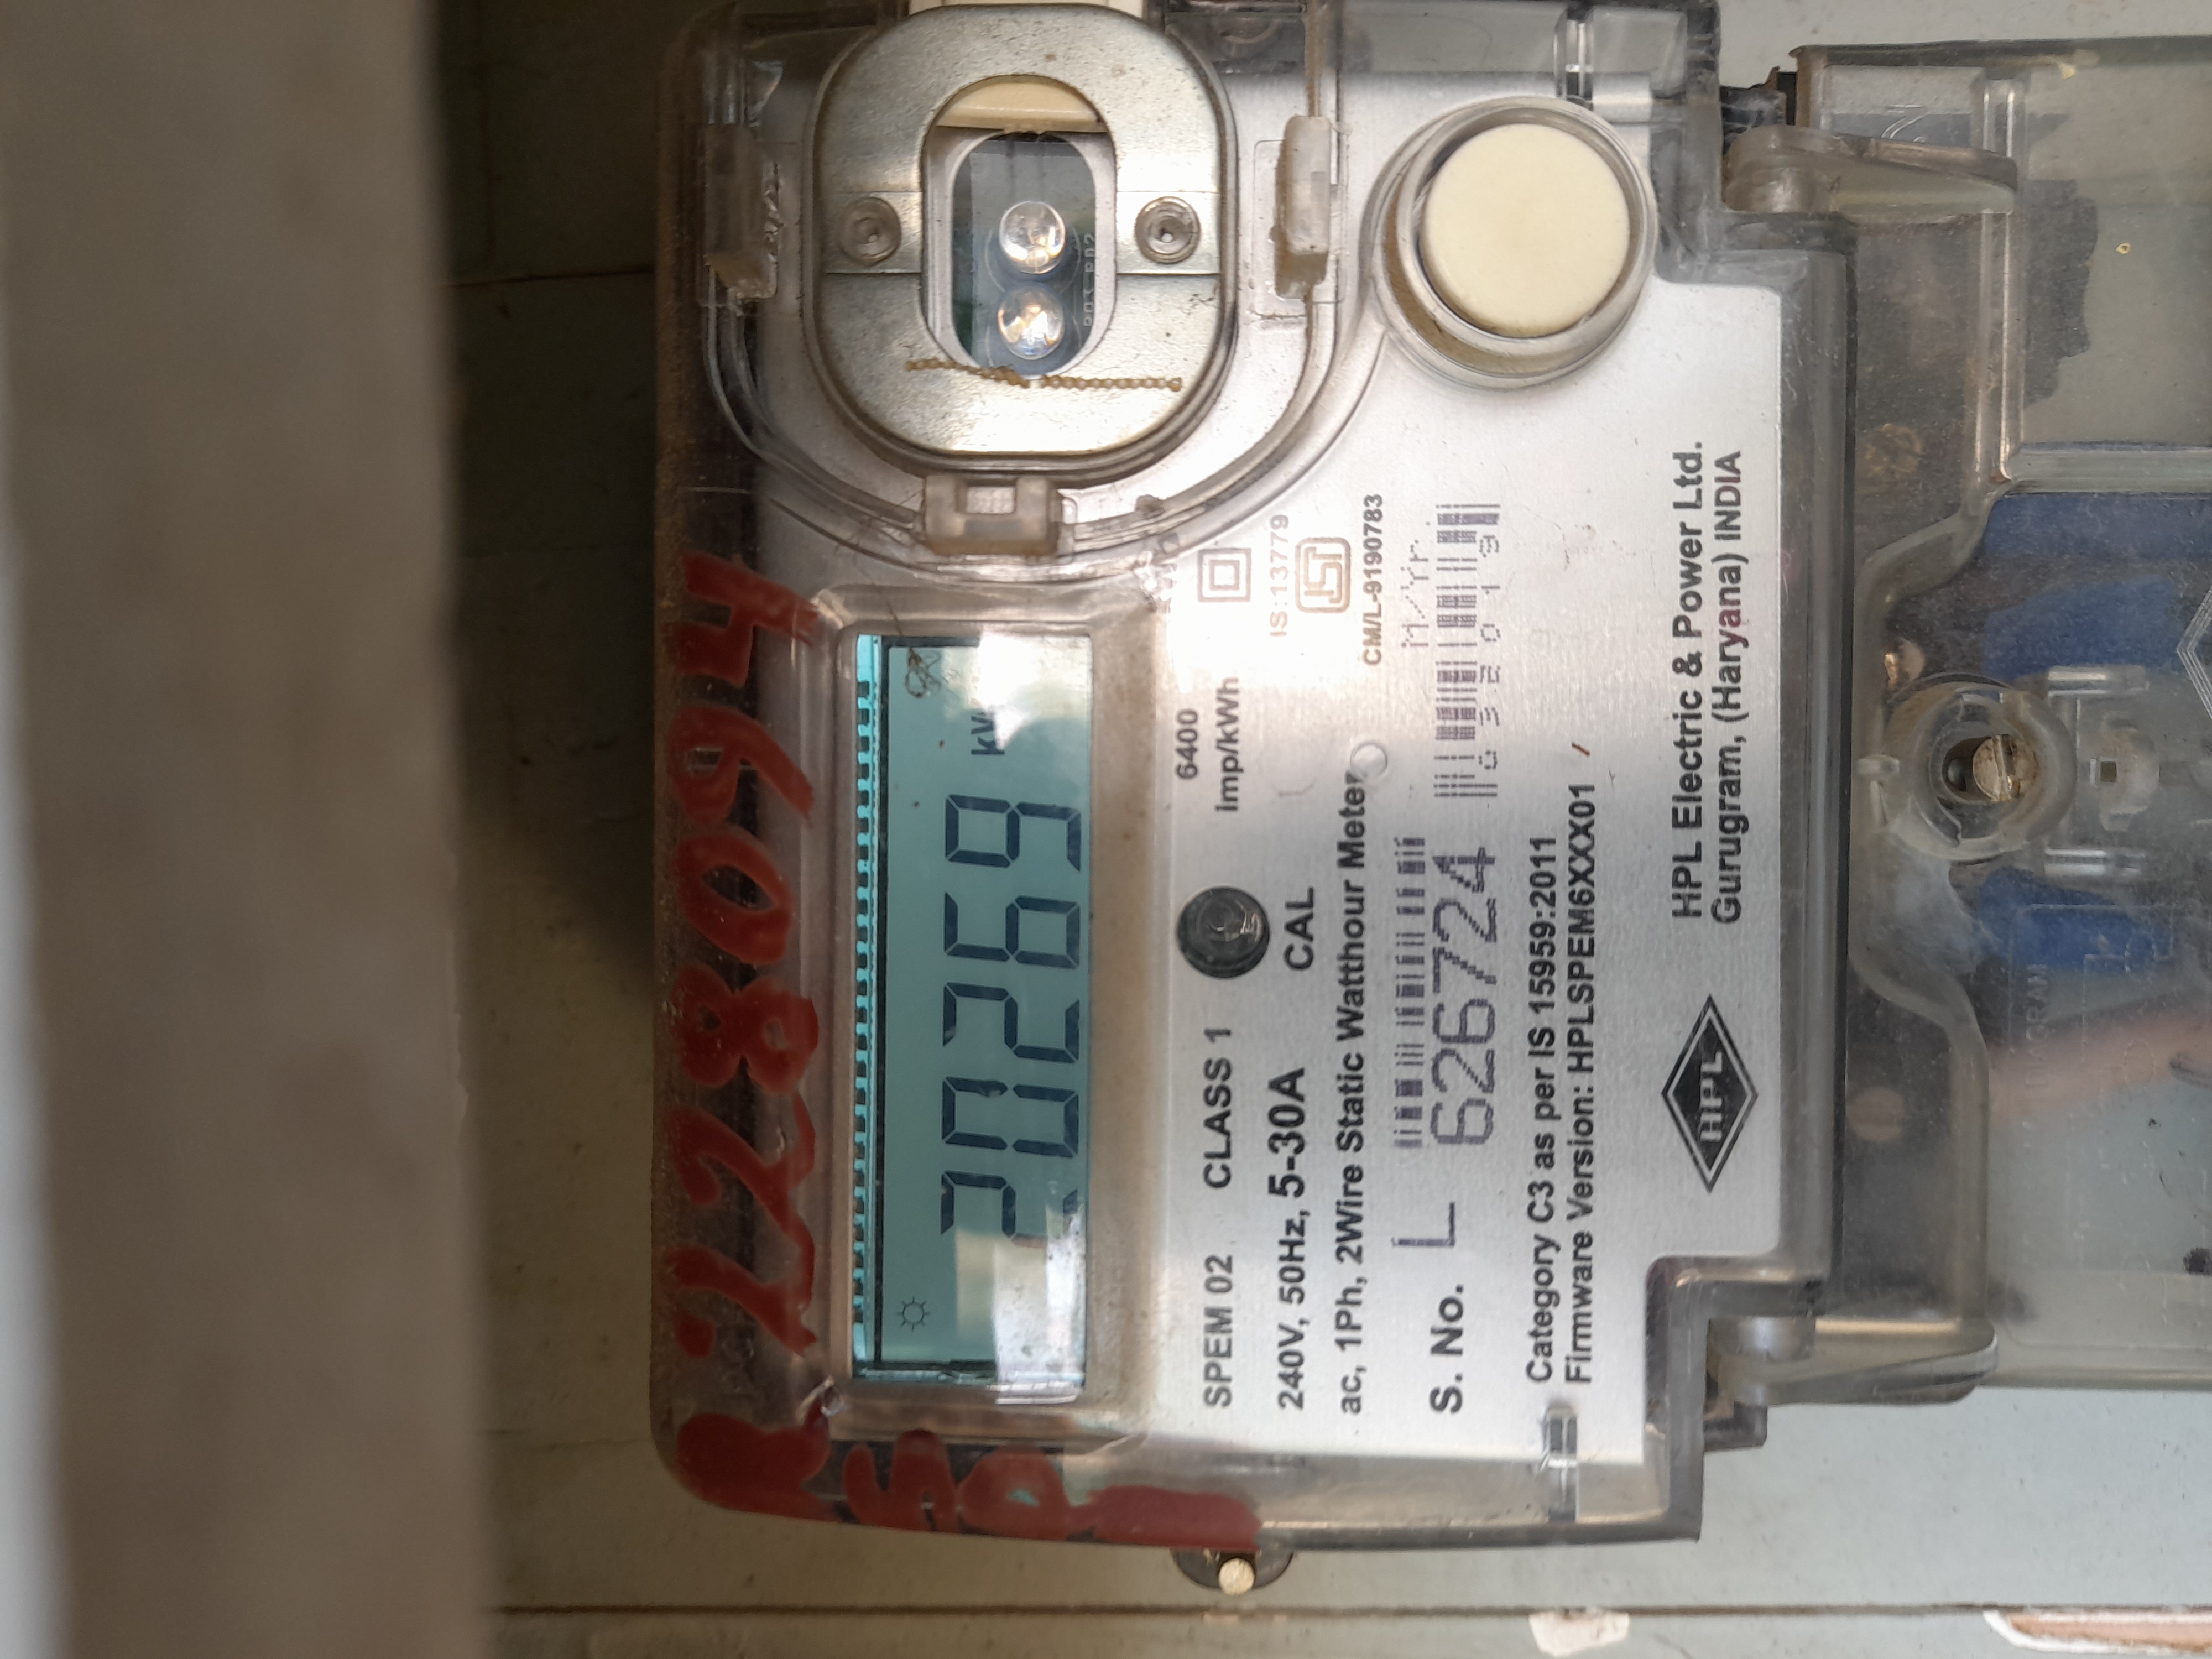 R 228094
20269
SPEM 02 CLASS 1
6400
imp/kWh
CAL
240V, 50Hz, 5-30A
IS:13779
ac, 1Ph, 2Wire Static Watthour Meter
CM/L-9190783
M/Yr.
S. No. L 6267724
Category C3 as per IS 15959:2011
Firmware Version: HPLSPEM6XXX01
HPL
HPL Electric & Power Ltd.
Gurugram, (Haryana) INDIA